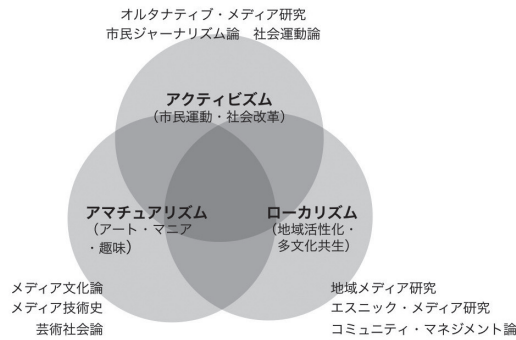 オルタナティブ・メディア研究
市民ジャーナリズム論　社会運動論
アクティビズム
（市民運動・社会改革）
アマチュアリズム
（アート・マニア
・趣味）
ローカリズム
（地域活性化・
多文化共生）
メディア文化論
メディア技術史
芸術社会論
地域メディア研究
エスニック・メディア研究
コミュニティ・マネジメント論